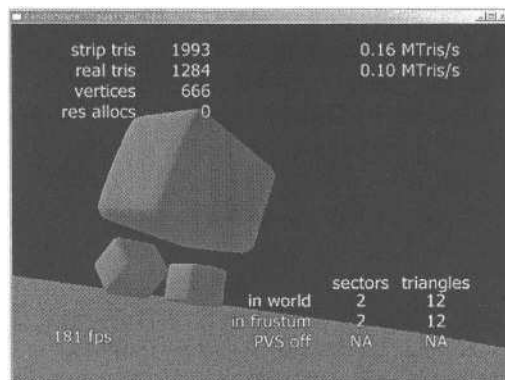 strip tris 1993 0.16 MTris/s
real tris 1284 0.10 MTris/s
vertices 666
res allocs 0
sectors triangles
in world 2 12
in frustum 2 12
181 fps
PVS off NA NA